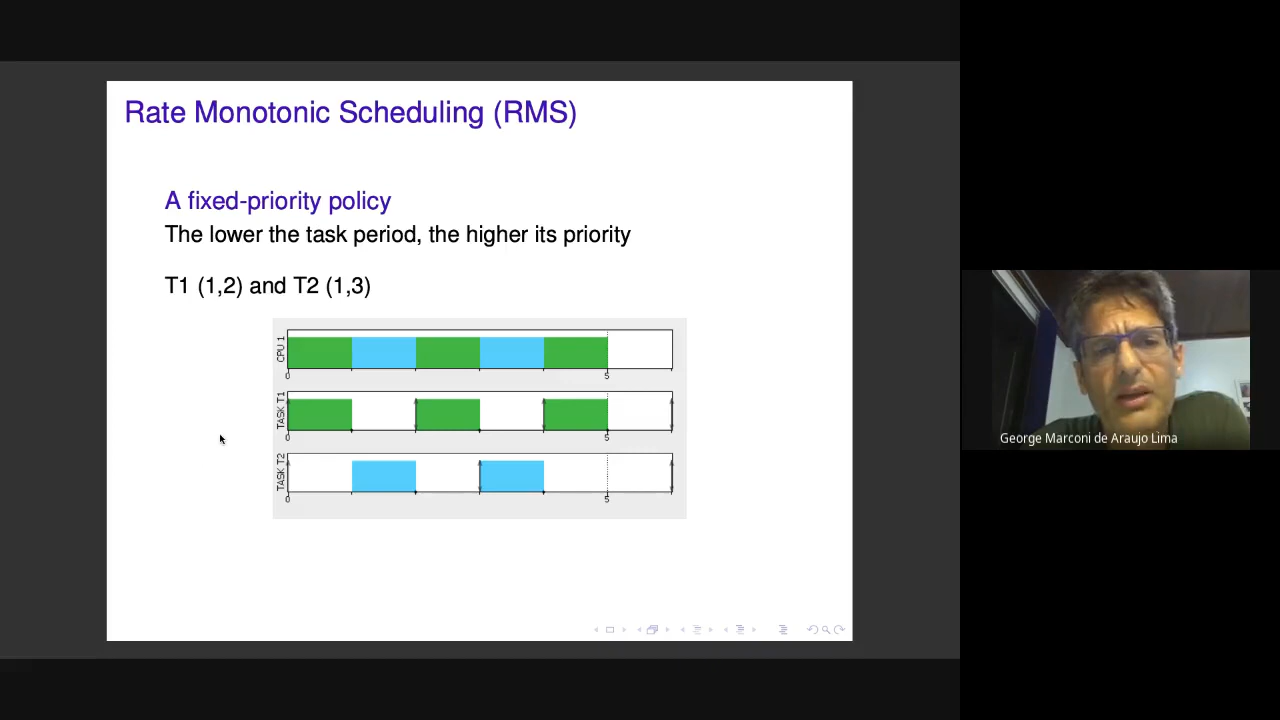 Rate Monotonic Scheduling (RMS)
A fixed-priority policy
The lower the task period, the higher its priority
T1 (1,2) and T2 (1,3)
CPU 1
0 5
TASK T1
0 5
TASK T2
0 5
George Marconi de Araujo Lima